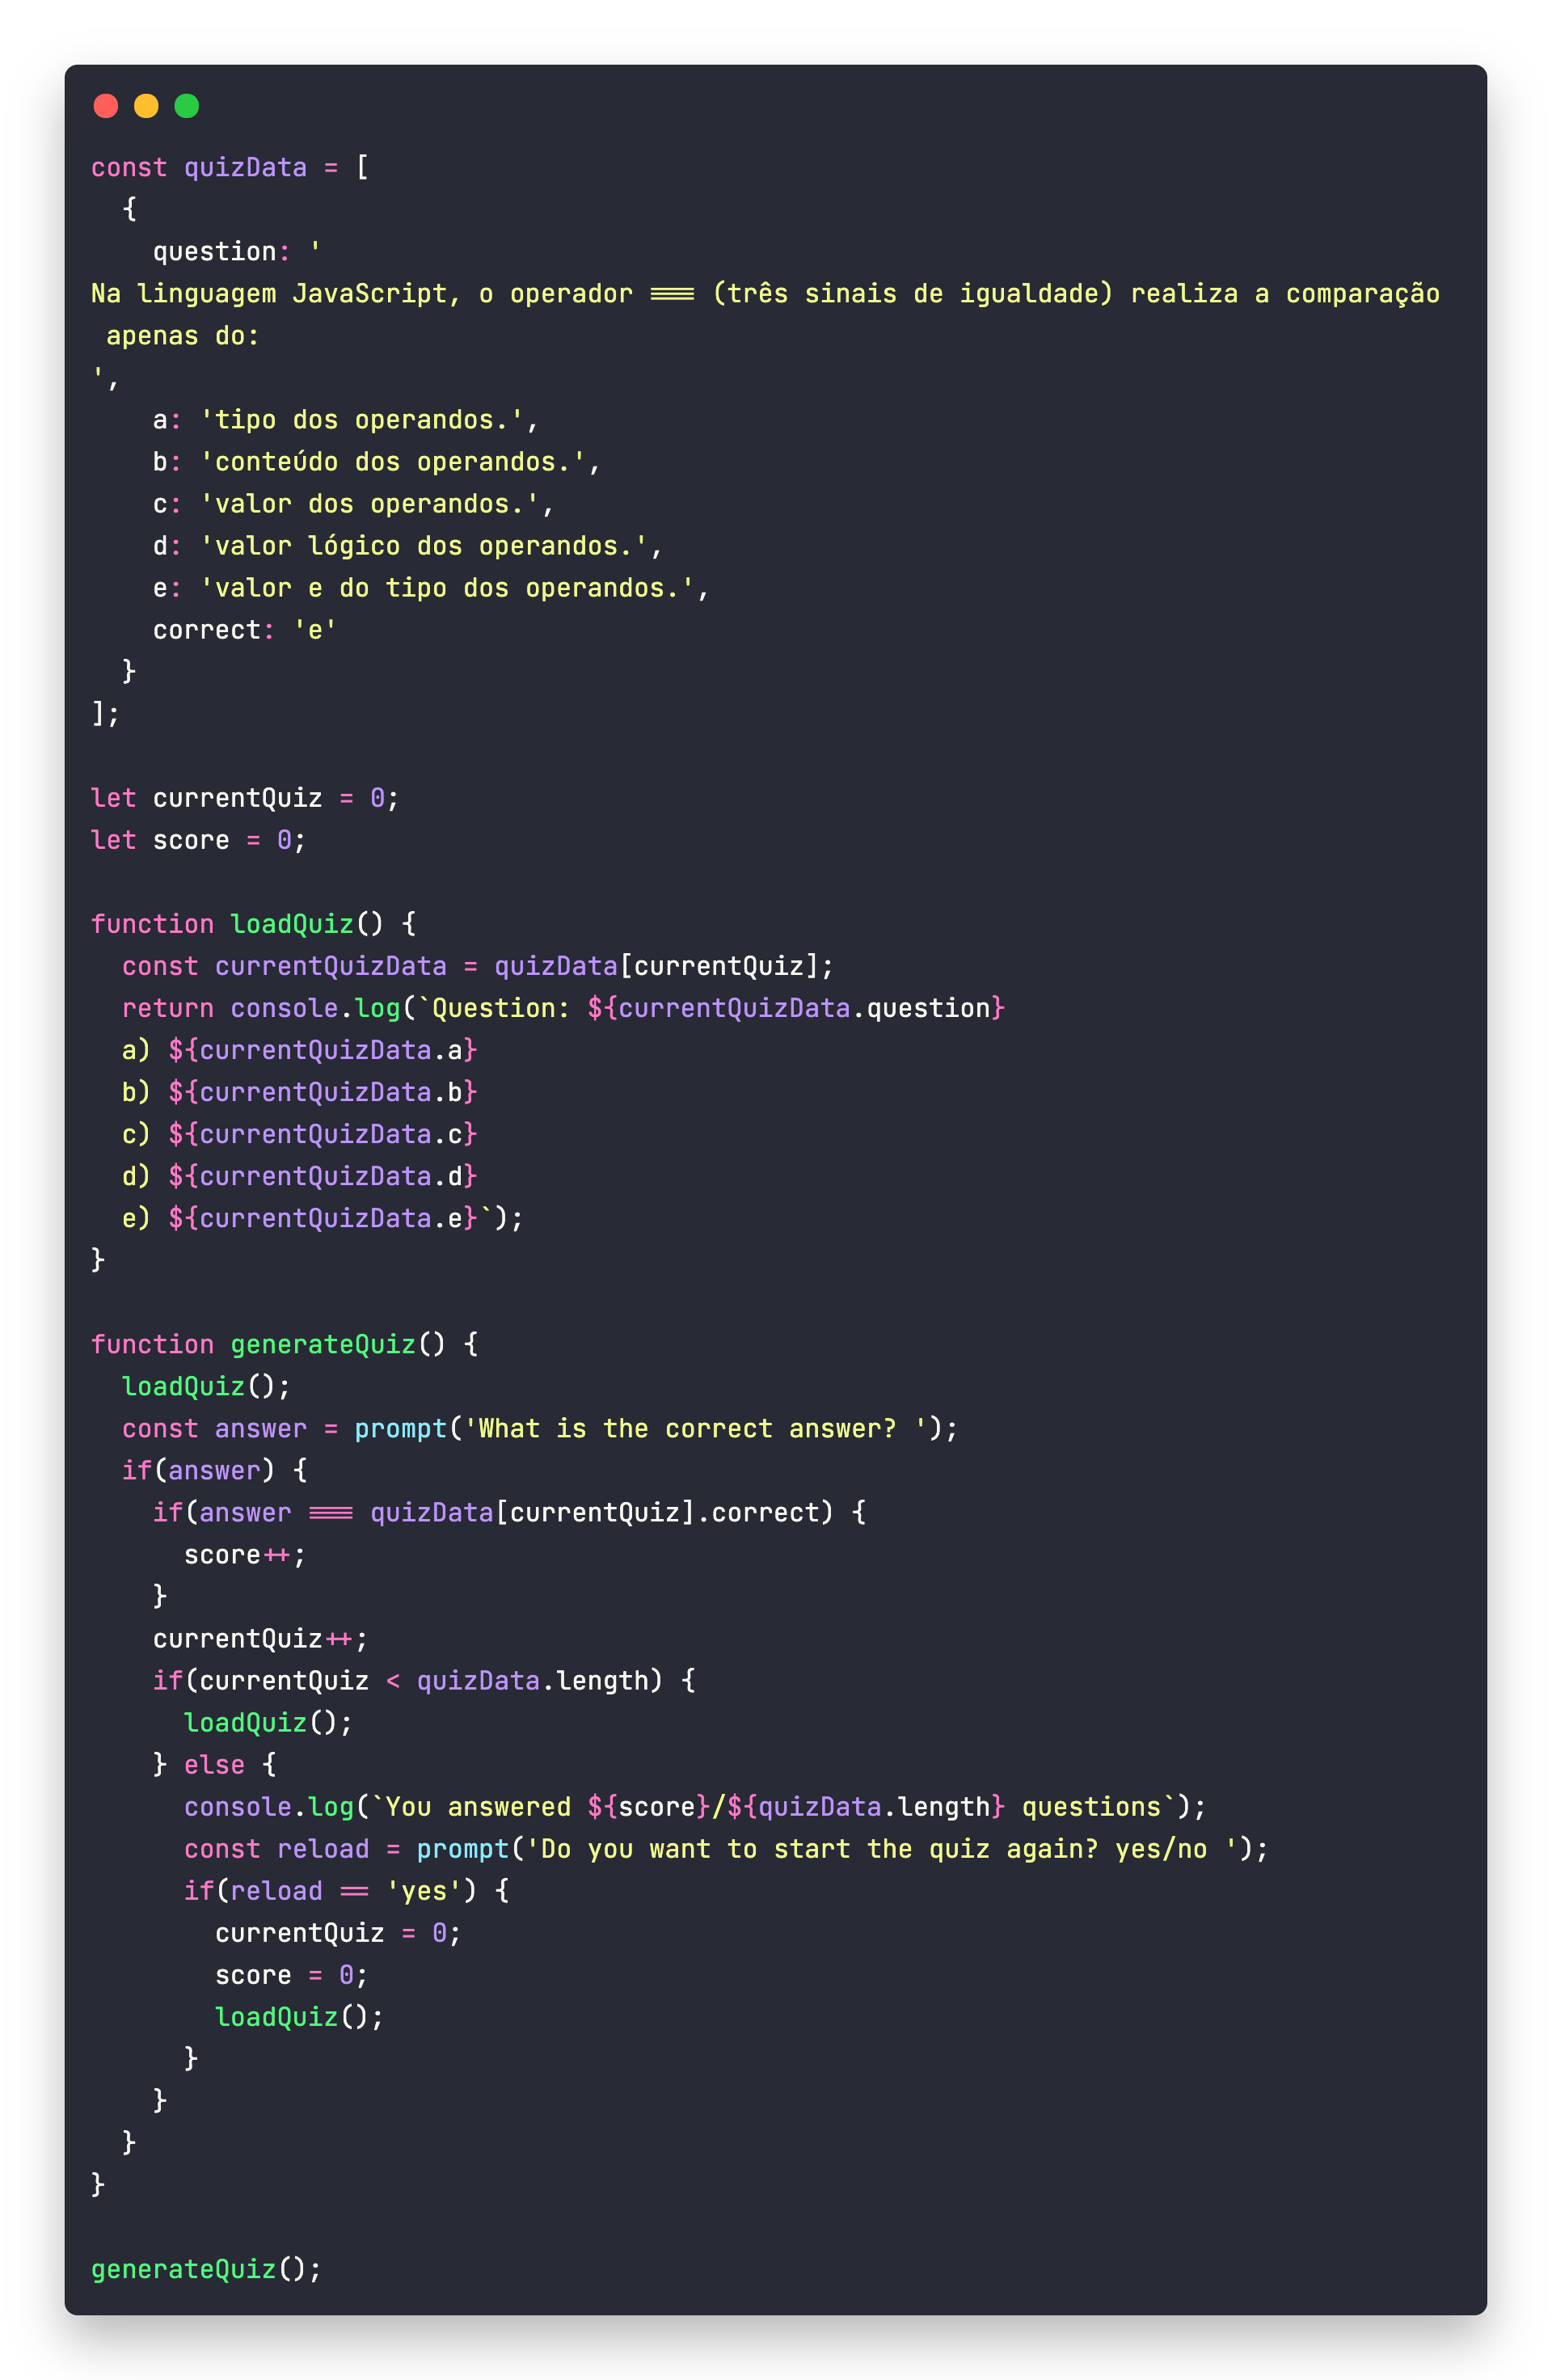 const quizData = [
  {
    question: '
Na linguagem JavaScript, o operador === (três sinais de igualdade) realiza a comparação
 apenas do:
',
    a: 'tipo dos operandos.',
    b: 'conteúdo dos operandos.',
    c: 'valor dos operandos.',
    d: 'valor lógico dos operandos.',
    e: 'valor e do tipo dos operandos.',
    correct: 'e'
  }
];

let currentQuiz = 0;
let score = 0;

function loadQuiz() {
  const currentQuizData = quizData[currentQuiz];
  return console.log(`Question: ${currentQuizData.question}
  a) ${currentQuizData.a}
  b) ${currentQuizData.b}
  c) ${currentQuizData.c}
  d) ${currentQuizData.d}
  e) ${currentQuizData.e}`);
}

function generateQuiz() {
  loadQuiz();
  const answer = prompt('What is the correct answer? ');
  if(answer) {
    if(answer === quizData[currentQuiz].correct) {
      score++;
    }
    currentQuiz++;
    if(currentQuiz < quizData.length) {
      loadQuiz();
    } else {
      console.log(`You answered ${score}/${quizData.length} questions`);
      const reload = prompt('Do you want to start the quiz again? yes/no ');
      if(reload == 'yes') {
        currentQuiz = 0;
        score = 0;
        loadQuiz();
      }
    }
  }
}

generateQuiz();